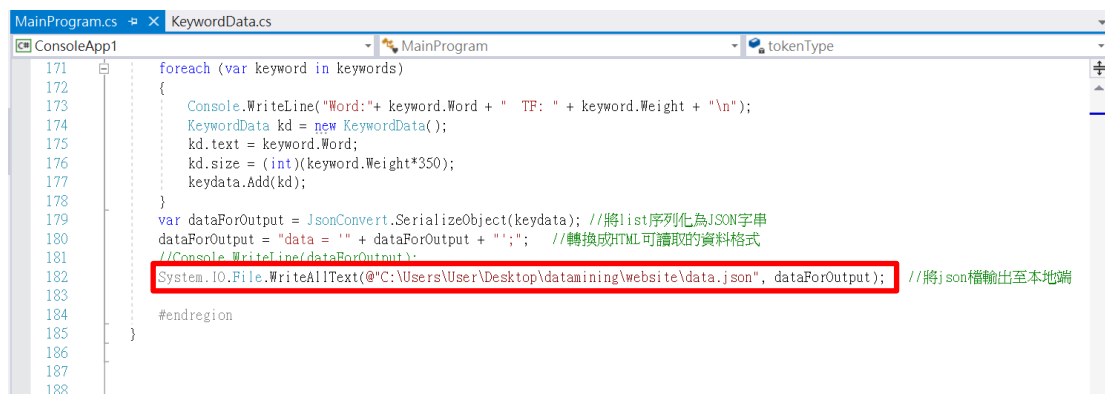 MainProgram.cs KeywordData.cs
ConsoleApp1 MainProgram tokenType
171 foreach (var keyword in keywords)
172 {
173 Console.WriteLine("Word:"+ keyword.Word + "  TF: " + keyword.Weight + "\n");
174 KeywordData kd = new KeywordData();
175 kd.text = keyword.Word;
176 kd.size = (int)(keyword.Weight*350);
177 keydata.Add(kd);
178 }
179 var dataForOutput = JsonConvert.SerializeObject(keydata); //將list序列化為JSON字串
180 dataForOutput = "data = '" + dataForOutput + "';"; //轉換成HTML可讀取的資料格式
181 //Console.WriteLine(dataForOutput);
182 System.IO.File.WriteAllText(@"C:\Users\User\Desktop\datamining\website\data.json", dataForOutput); //將json檔輸出至本地端
183
184 #endregion
185 }
186
187
188